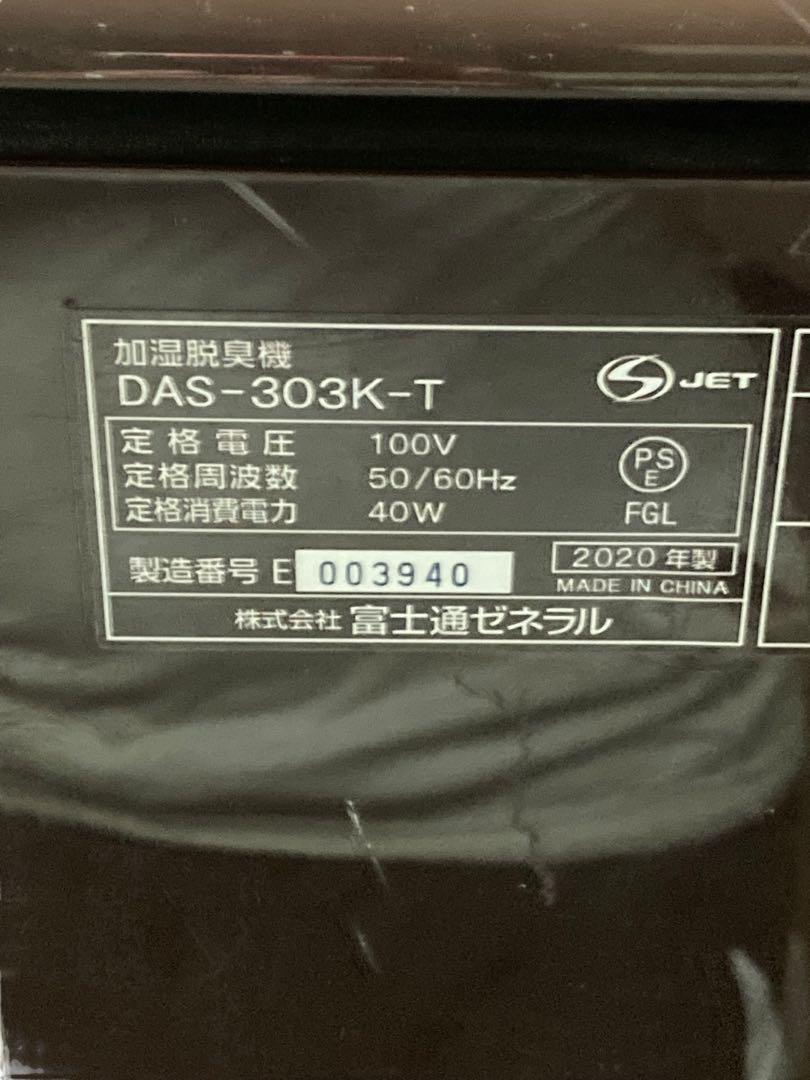 加湿脱臭機
DAS-303K-T
S JET
定格電圧 100V
定格周波数 50/60Hz
定格消費電力 40W
PS
E
FGL
製造番号 E 003940
2020年製
MADE IN CHINA
株式会社 富士通ゼネラル